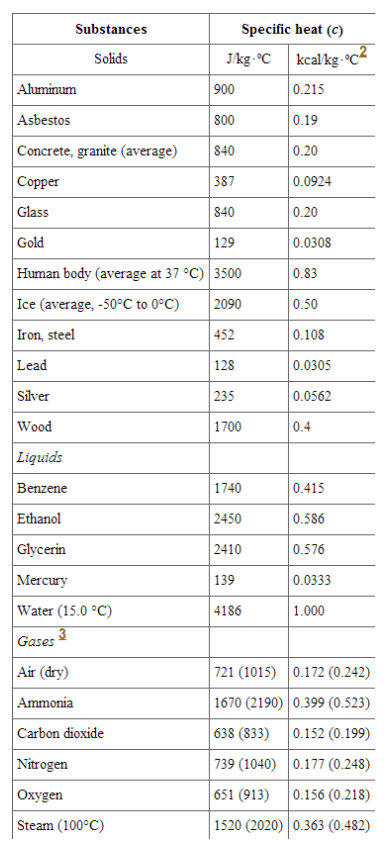 Substances Specific heat (c)
Solids J/kg·ºC kcal/kg·ºC2
Aluminum 900 0.215
Asbestos 800 0.19
Concrete, granite (average) 840 0.20
Copper 387 0.0924
Glass 840 0.20
Gold 129 0.0308
Human body (average at 37 °C) 3500 0.83
Ice (average, -50°C to 0°C) 2090 0.50
Iron, steel 452 0.108
Lead 128 0.0305
Silver 235 0.0562
Wood 1700 0.4
Liquids
Benzene 1740 0.415
Ethanol 2450 0.586
Glycerin 2410 0.576
Mercury 139 0.0333
Water (15.0 °C) 4186 1.000
Gases 3
Air (dry) 721 (1015) 0.172 (0.242)
Ammonia 1670 (2190) 0.399 (0.523)
Carbon dioxide 638 (833) 0.152 (0.199)
Nitrogen 739 (1040) 0.177 (0.248)
Oxygen 651 (913) 0.156 (0.218)
Steam (100°C) 1520 (2020) 0.363 (0.482)